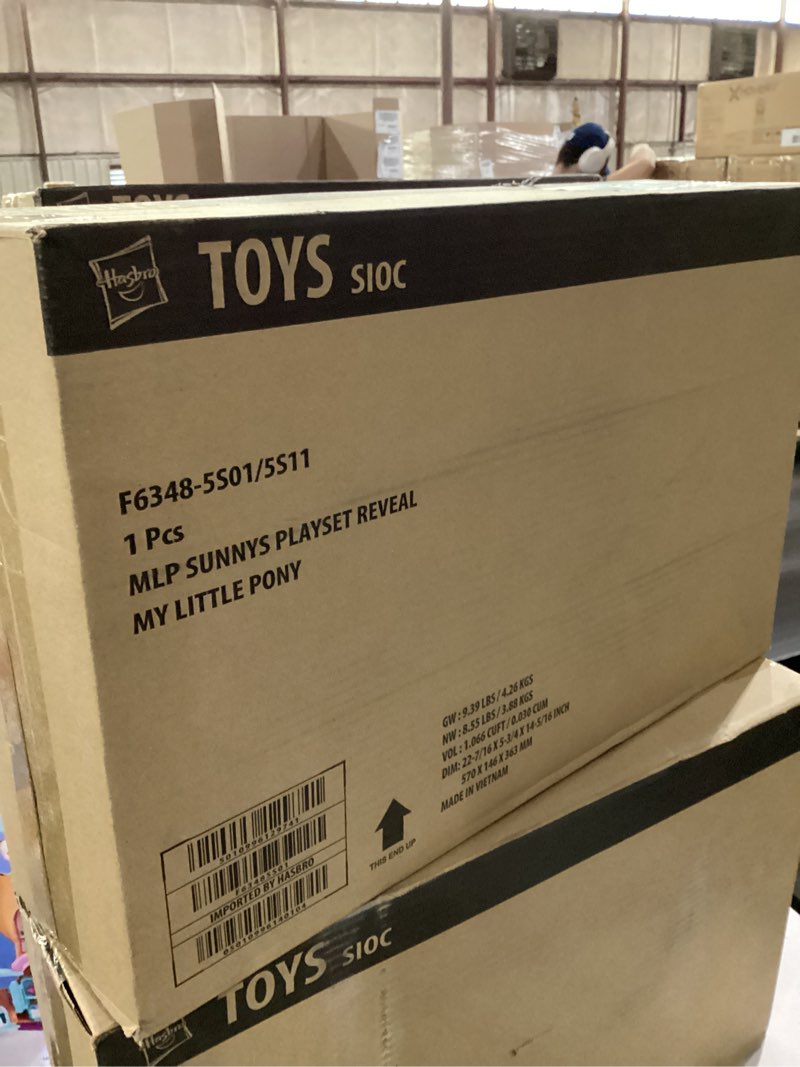 TOYS
Hasbro
TOYS SIOC
F6348-5S01/5S11
1 Pcs
MLP SUNNYS PLAYSET REVEAL
MY LITTLE PONY
GW : 9.39 LBS / 4.26 KGS
NW : 8.55 LBS / 3.88 KGS
VOL : 1.066 CUFT / 0.030 CUM
DIM: 22-7/16 X 5-3/4 X 14-5/16 INCH
570 X 146 X 363 MM
MADE IN VIETNAM
THIS END UP
F63485S01
IMPORTED BY HASBRO
Hasbro
TOYS SIOC